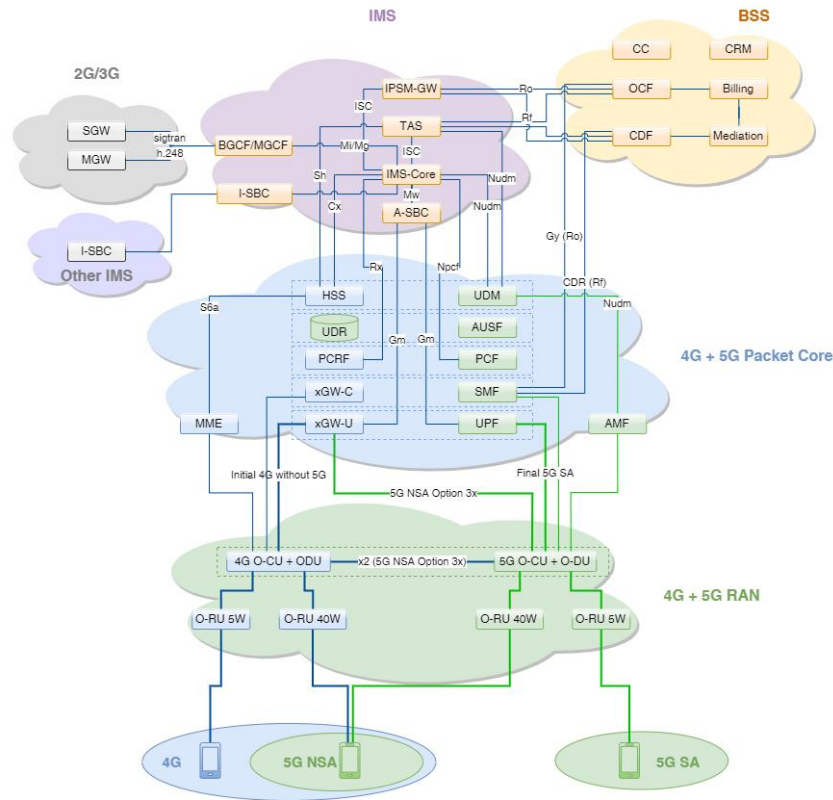 IMS
BSS
2G/3G
CC
CRM
IPSM-GW
Ro
OCF
Billing
ISC
Rf
SGW
sigtran
TAS
CDF
Mediation
MGW
h.248
BGCF/MGCF
Mi/Mg
ISC
Sh
IMS-Core
Nudm
I-SBC
Mw
Cx
Nudm
A-SBC
I-SBC
Other IMS
Gy (Ro)
Rx
Npcf
CDR (Rf)
S6a
HSS
UDM
Nudm
UDR
AUSF
Gm
Gm
PCRF
PCF
4G + 5G Packet Core
xGW-C
SMF
MME
xGW-U
UPF
AMF
Initial 4G without 5G
Final 5G SA
5G NSA Option 3x
4G O-CU + ODU
x2 (5G NSA Option 3x)
5G O-CU + O-DU
4G + 5G RAN
O-RU 5W
O-RU 40W
O-RU 40W
O-RU 5W
4G
5G NSA
5G SA